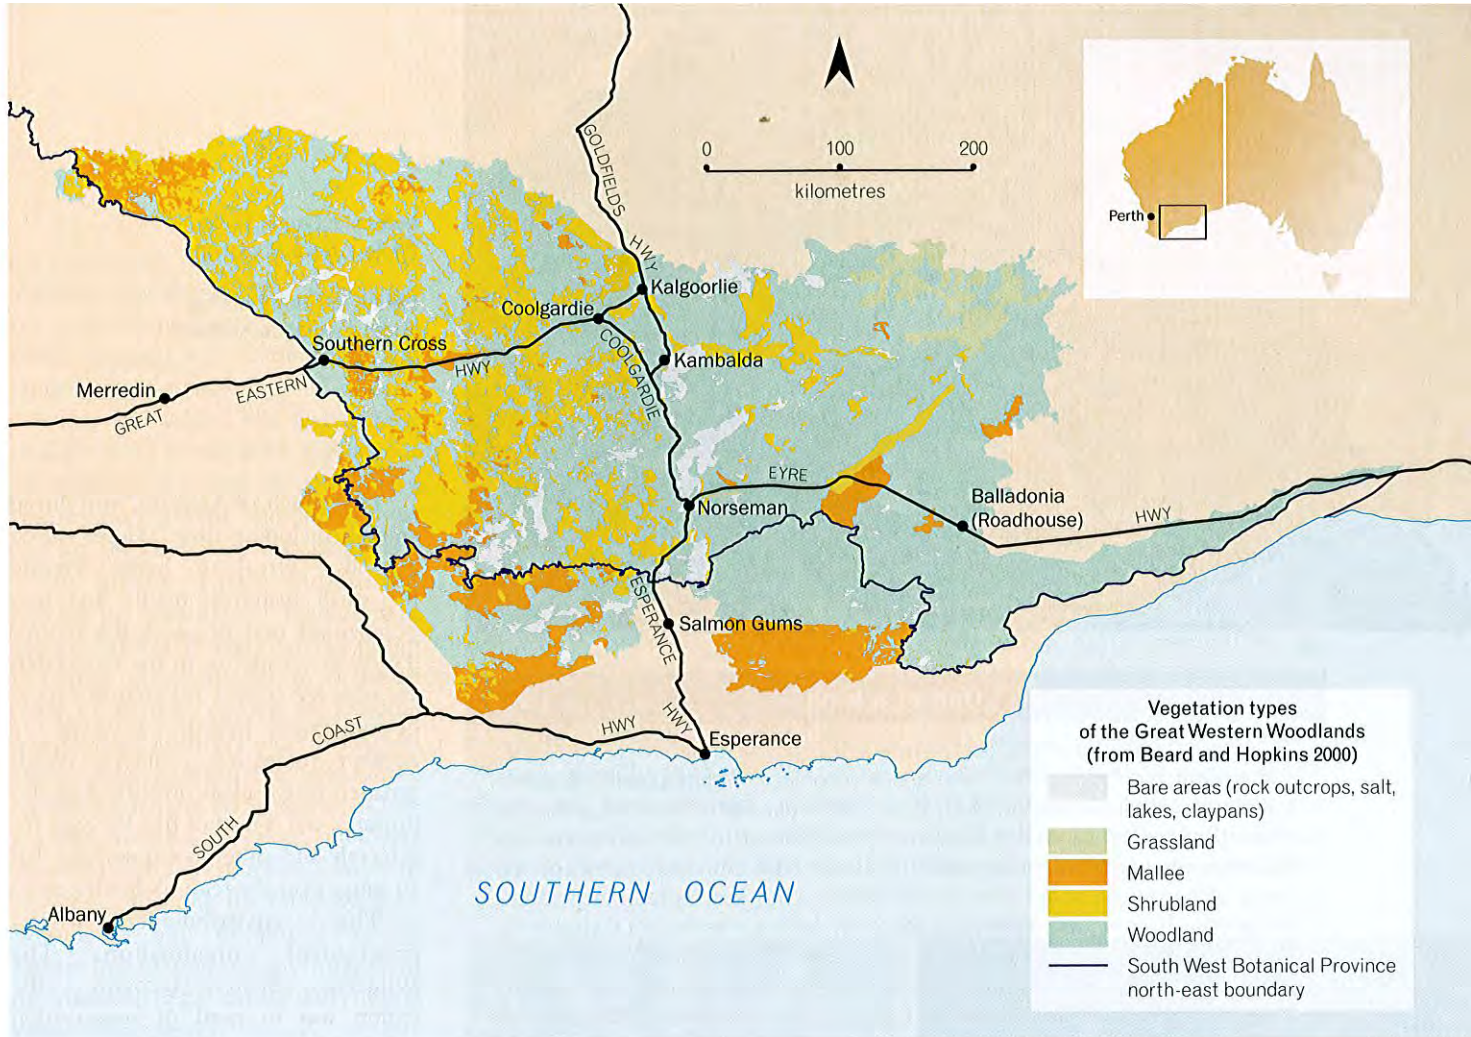 GOLDFIELDS
HWY
0
100
200
kilometres
Perth
Kalgoorlie
Coolgardie
Southern Cross
HWY
COOLGARDIE
Kambalda
Merredin
GREAT
EASTERN
EYRE
Norseman
Balladonia
(Roadhouse)
HWY
ESPERANCE
Salmon Gums
HWY
COAST
HWY
Esperance
SOUTH
Albany
SOUTHERN OCEAN
Vegetation types
of the Great Western Woodlands
(from Beard and Hopkins 2000)
Bare areas (rock outcrops, salt,
lakes, claypans)
Grassland
Mallee
Shrubland
Woodland
South West Botanical Province
north-east boundary